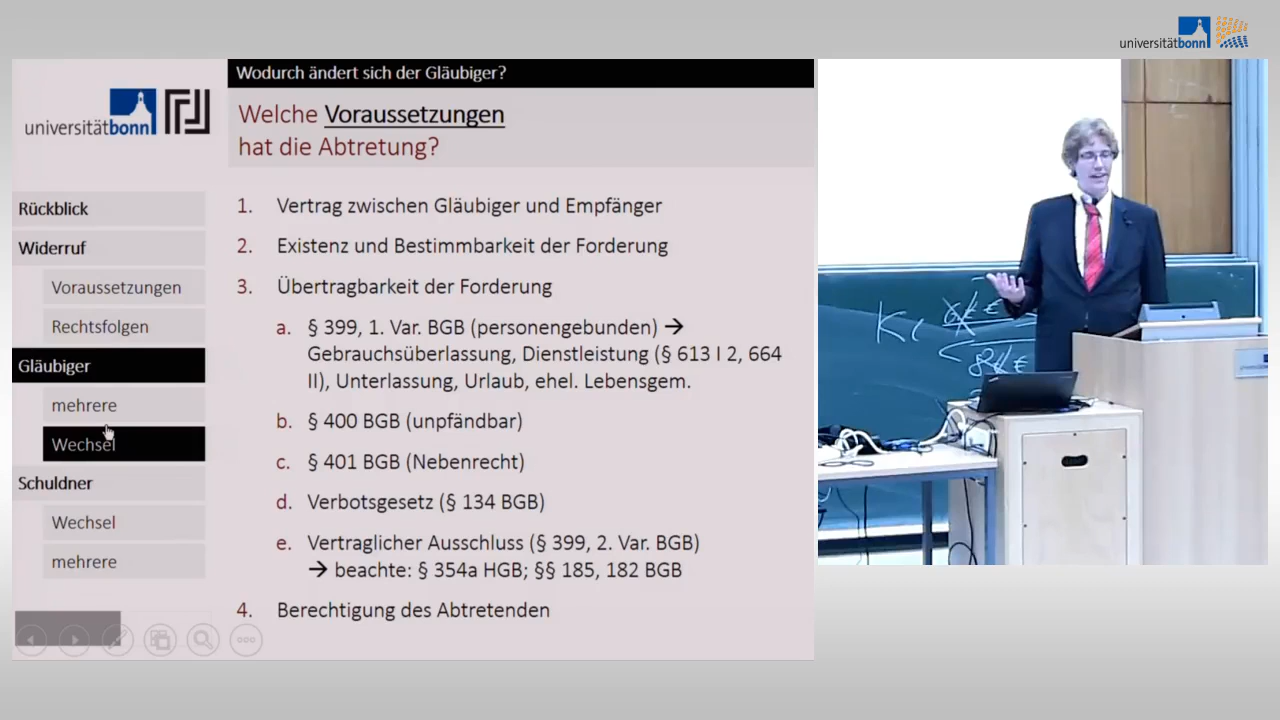 universitätbonn
Wodurch ändert sich der Gläubiger?
universitätbonn
Welche Voraussetzungen
hat die Abtretung?
Rückblick
Widerruf
Voraussetzungen
Rechtsfolgen
Gläubiger
mehrere
Wechsel
Schuldner
Wechsel
mehrere
1. Vertrag zwischen Gläubiger und Empfänger
2. Existenz und Bestimmbarkeit der Forderung
3. Übertragbarkeit der Forderung
a. § 399, 1. Var. BGB (personengebunden) →
Gebrauchsüberlassung, Dienstleistung (§ 613 I 2, 664
II), Unterlassung, Urlaub, ehel. Lebensgem.
b. § 400 BGB (unpfändbar)
c. § 401 BGB (Nebenrecht)
d. Verbotsgesetz (§ 134 BGB)
e. Vertraglicher Ausschluss (§ 399, 2. Var. BGB)
→ beachte: § 354a HGB; §§ 185, 182 BGB
4. Berechtigung des Abtretenden